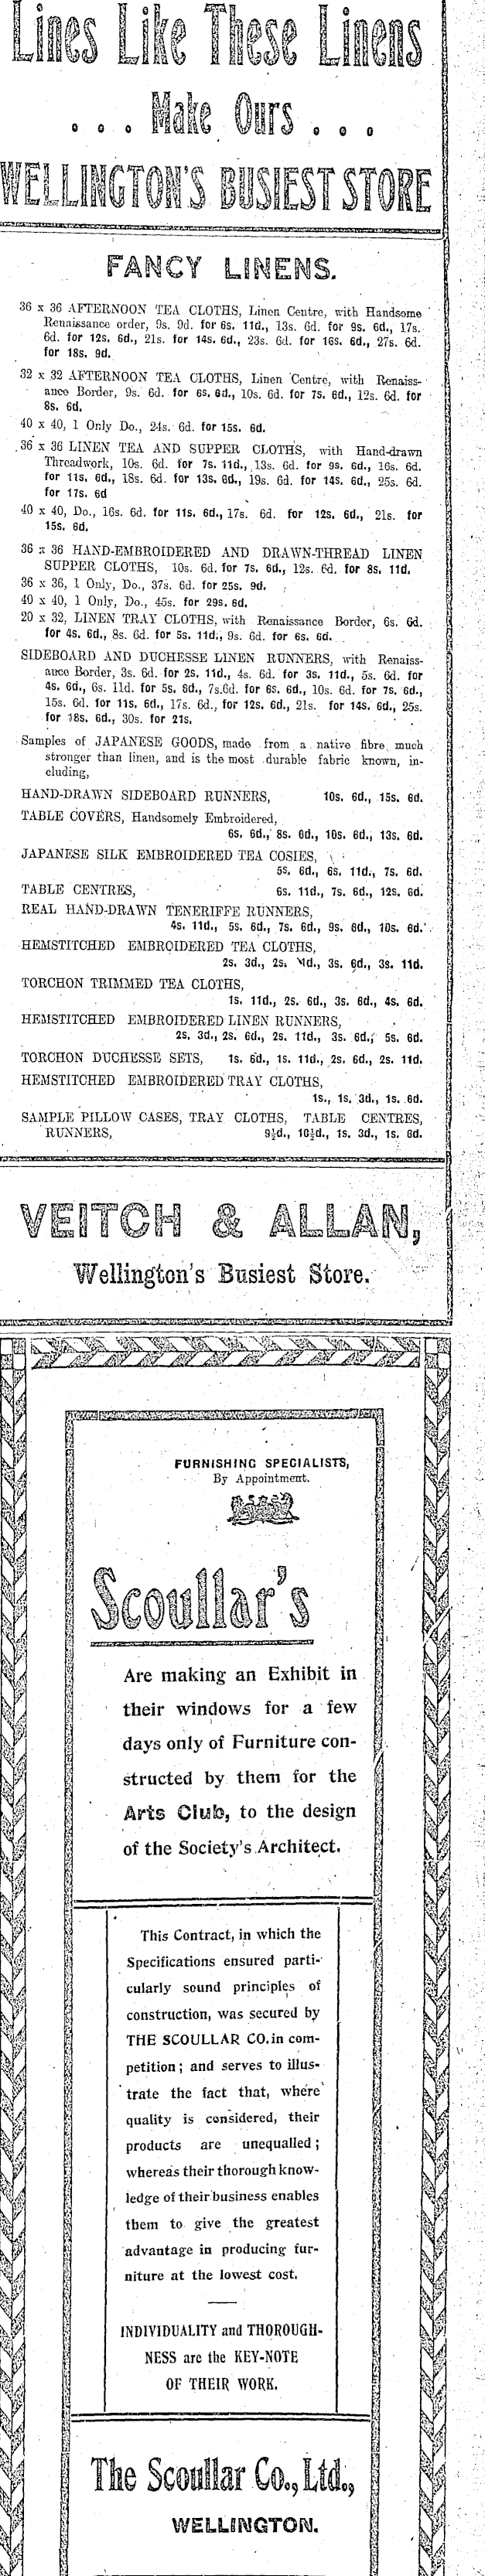 Lines Like These Linens
. . . Make Ours . . .
WELLINGTON'S BUSIEST STORE
FANCY LINENS.
36 x 36 AFTERNOON TEA CLOTHS, Linen Centre, with Handsome
Renaissance order, 9s. 9d. for 6s. 11d., 13s. 6d. for 9s. 6d., 17s.
6d. for 12s. 6d., 21s. for 14s. 6d., 23s. 6d. for 16s. 6d., 27s. 6d.
for 18s. 9d.
32 x 32 AFTERNOON TEA CLOTHS, Linen Centre, with Renaiss-
ance Border, 9s. 6d. for 6s. 6d., 10s. 6d. for 7s. 6d., 12s. 6d. for
8s. 6d.
40 x 40, 1 Only Do., 24s. 6d. for 15s. 6d.
36 x 36 LINEN TEA AND SUPPER CLOTHS, with Hand-drawn
Threadwork, 10s. 6d. for 7s. 11d., 13s. 6d. for 9s. 6d., 16s. 6d.
for 11s. 6d., 18s. 6d. for 13s. 6d., 19s. 6d. for 14s. 6d., 25s. 6d.
for 17s. 6d
40 x 40, Do., 16s. 6d. for 11s. 6d., 17s. 6d. for 12s. 6d., 21s. for
15s. 6d.
36 x 36 HAND-EMBROIDERED AND DRAWN-THREAD LINEN
SUPPER CLOTHS, 10s. 6d. for 7s. 6d., 12s. 6d. for 8s. 11d.
36 x 36, 1 Only, Do., 37s. 6d. for 25s. 9d.
40 x 40, 1 Only, Do., 45s. for 29s. 6d.
20 x 32, LINEN TRAY CLOTHS, with Renaissance Border, 6s. 6d.
for 4s. 6d., 8s. 6d. for 5s. 11d., 9s. 6d. for 6s. 6d.
SIDEBOARD AND DUCHESSE LINEN RUNNERS, with Renaiss-
ance Border, 3s. 6d. for 2s. 11d., 4s. 6d. for 3s. 11d., 5s. 6d. for
4s. 6d., 6s. 11d. for 5s. 6d., 7s.6d. for 6s. 6d., 10s. 6d. for 7s. 6d.,
15s. 6d. for 11s. 6d., 17s. 6d., for 12s. 6d., 21s. for 14s. 6d., 25s.
for 18s. 6d., 30s. for 21s.
Samples of JAPANESE GOODS, made from a native fibre much
stronger than linen, and is the most durable fabric known, in-
cluding,
HAND-DRAWN SIDEBOARD RUNNERS, 10s. 6d., 15s. 6d.
TABLE COVERS, Handsomely Embroidered,
6s. 6d., 8s. 6d., 10s. 6d., 13s. 6d.
JAPANESE SILK EMBROIDERED TEA COSIES,
5s. 6d., 6s. 11d., 7s. 6d.
TABLE CENTRES, 6s. 11d., 7s. 6d., 12s. 6d.
REAL HAND-DRAWN TENERIFFE RUNNERS,
4s. 11d., 5s. 6d., 7s. 6d., 9s. 6d., 10s. 6d.
HEMSTITCHED EMBROIDERED TEA CLOTHS,
2s. 3d., 2s. 3s. 6d., 3s. 11d.
TORCHON TRIMMED TEA CLOTHS,
1s. 11d., 2s. 6d., 3s. 6d., 4s. 6d.
HEMSTITCHED EMBROIDERED LINEN RUNNERS,
2s. 3d., 2s. 6d., 2s. 11d., 3s. 6d., 5s. 6d.
TORCHON DUCHESSE SETS, 1s. 6d., 1s. 11d., 2s. 6d., 2s. 11d.
HEMSTITCHED EMBROIDERED TRAY CLOTHS,
1s., 1s. 3d., 1s. 6d.
SAMPLE PILLOW CASES, TRAY CLOTHS, TABLE CENTRES,
RUNNERS, 9½d., 10½d., 1s. 3d., 1s. 6d.
VEITCH & ALLAN,
Wellington's Busiest Store.
FURNISHING SPECIALISTS,
By Appointment.
Scoullar's
Are making an Exhibit in
their windows for a few
days only of Furniture con-
structed by them for the
Arts Club, to the design
of the Society's Architect.
This Contract, in which the
Specifications ensured parti-
cularly sound principles of
construction, was secured by
THE SCOULLAR CO. in com-
petition; and serves to illus-
trate the fact that, where
quality is considered, their
products are unequalled;
whereas their thorough know-
ledge of their business enables
them to give the greatest
advantage in producing fur-
niture at the lowest cost.
INDIVIDUALITY and THOROUGH-
NESS are the KEY-NOTE
OF THEIR WORK.
The Scoullar Co., Ltd.,
WELLINGTON.